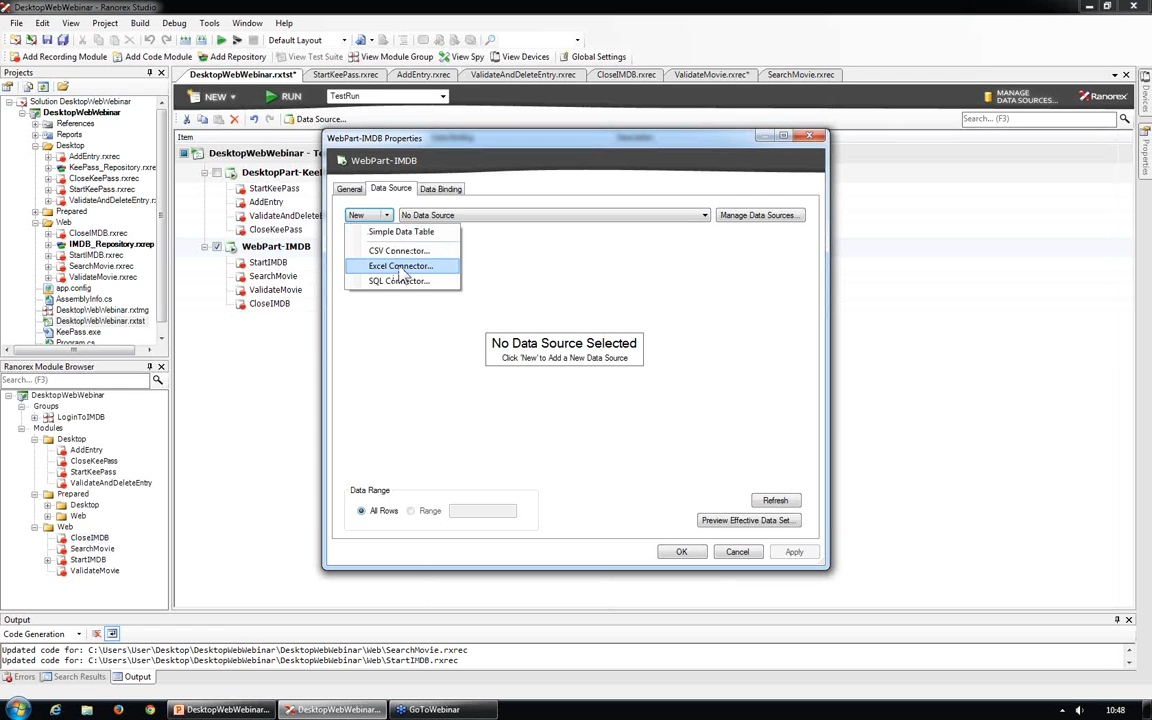 DesktopWebWebinar - Ranorex Studio
File Edit View Project Build Debug Tools Window Help
Default Layout
Add Recording Module Add Code Module Add Repository View Test Suite View Module Group View Spy View Devices Global Settings
Projects
Solution DesktopWebWebinar
DesktopWebWebinar
References
Reports
Desktop
AddEntry.rxrec
KeePass_Repository.rxre
CloseKeePass.rxrec
StartKeePass.rxrec
ValidateAndDeleteEntry.r
Prepared
Web
CloseIMDB.rxrec
IMDB_Repository.rxrep
StartIMDB.rxrec
SearchMovie.rxrec
ValidateMovie.rxrec
app.config
AssemblyInfo.cs
DesktopWebWebinar.rxtmg
DesktopWebWebinar.rxtst
KeePass.exe
Program.cs
Ranorex Module Browser
Search... (F3)
DesktopWebWebinar
Groups
LoginToIMDB
Modules
Desktop
AddEntry
CloseKeePass
StartKeePass
ValidateAndDeleteEntry
Prepared
Desktop
Web
Web
CloseIMDB
SearchMovie
StartIMDB
ValidateMovie
DesktopWebWebinar.rxtst* StartKeePass.rxrec AddEntry.rxrec ValidateAndDeleteEntry.rxrec CloseIMDB.rxrec ValidateMovie.rxrec* SearchMovie.rxrec
NEW RUN TestRun MANAGE DATA SOURCES... Ranorex
Data Source... Search... (F3)
Item
DesktopWebWebinar - Te
DesktopPart-Kee
StartKeePass
AddEntry
ValidateAndDeleteEn
CloseKeePass
WebPart-IMDB
StartIMDB
SearchMovie
ValidateMovie
CloseIMDB
WebPart-IMDB Properties
WebPart-IMDB
General Data Source Data Binding
New No Data Source Manage Data Sources...
Simple Data Table
CSV Connector...
Excel Connector...
SQL Connector...
No Data Source Selected
Click 'New' to Add a New Data Source
Data Range
All Rows Range
Refresh
Preview Effective Data Set...
OK Cancel Apply
Devices
Properties
Output
Code Generation
Updated code for: C:\Users\User\Desktop\DesktopWebWebinar\DesktopWebWebinar\Web\SearchMovie.rxrec
Updated code for: C:\Users\User\Desktop\DesktopWebWebinar\DesktopWebWebinar\Web\StartIMDB.rxrec
Errors Search Results Output
DesktopWebWebinar... DesktopWebWebinar... GoToWebinar 10:48